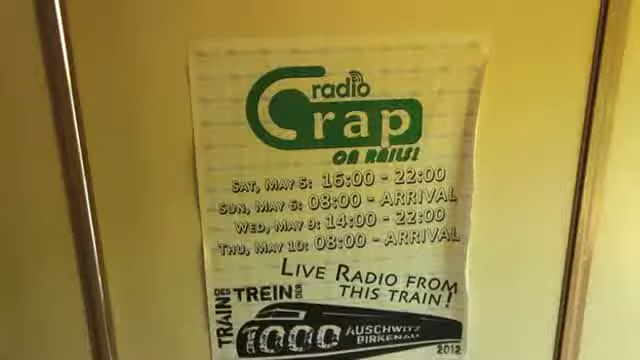 radio
Crap
ON RAILS!
SAT, MAY 5: 16:00 - 22:00
SUN, MAY 6: 08:00 - ARRIVAL
WED, MAY 9: 14:00 - 22:00
THU, MAY 10: 08:00 - ARRIVAL
LIVE RADIO FROM
THIS TRAIN!
TRAIN DES TREIN DER
1000 AUSCHWITZ
BIRKENAU
2012